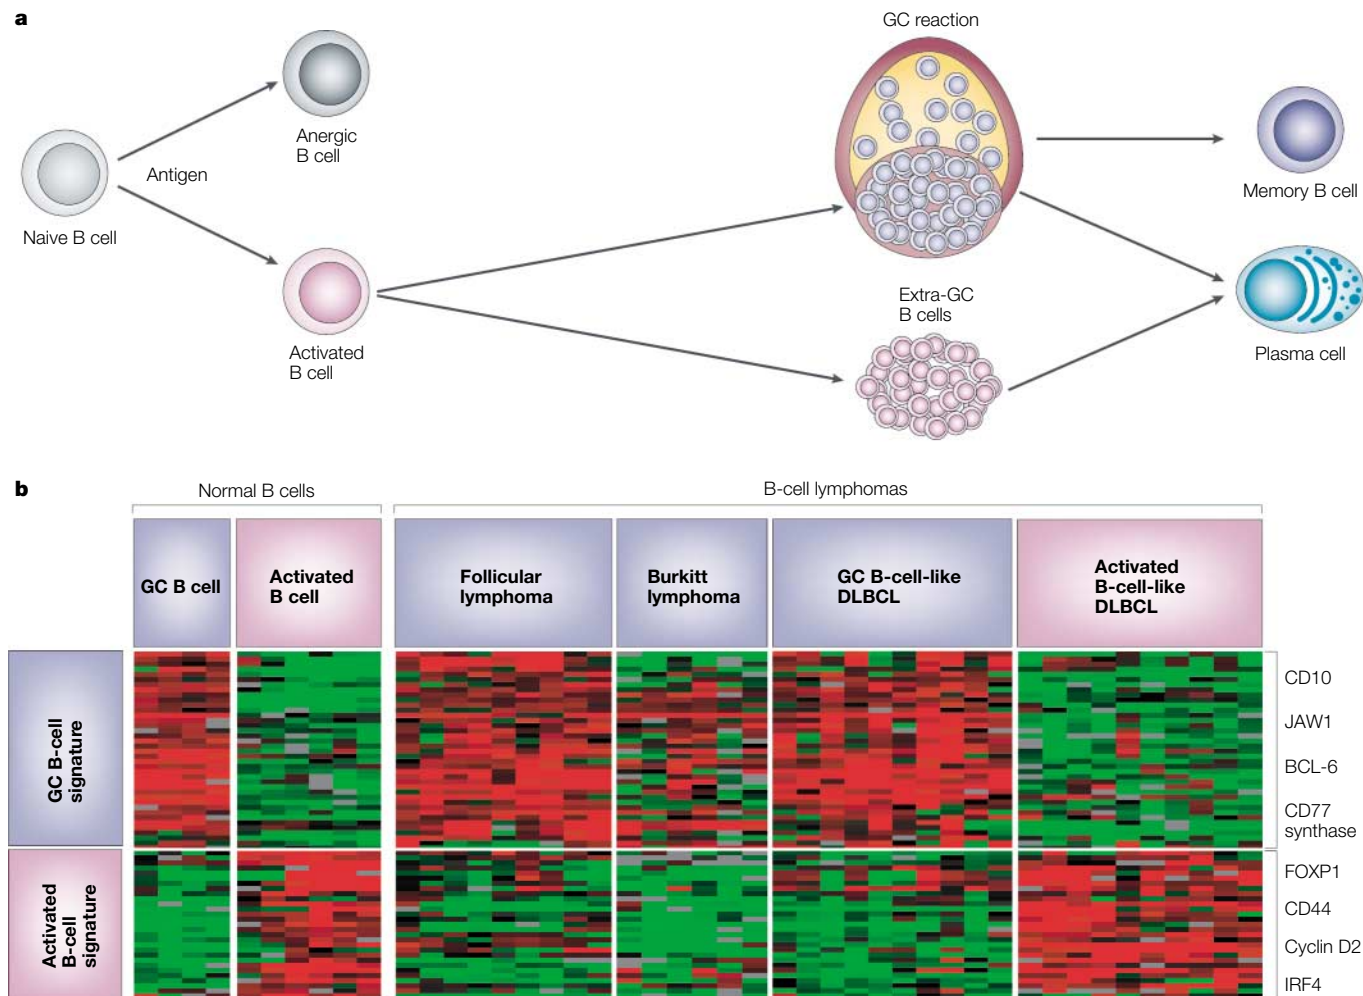 a
GC reaction
Anergic
B cell
Antigen
Naive B cell
Memory B cell
Activated
B cell
Extra-GC
B cells
Plasma cell
b
Normal B cells
B-cell lymphomas
GC B cell
Activated
B cell
Follicular
lymphoma
Burkitt
lymphoma
GC B-cell-like
DLBCL
Activated
B-cell-like
DLBCL
GC B-cell
signature
CD10
JAW1
BCL-6
CD77
synthase
Activated
B-cell
signature
FOXP1
CD44
Cyclin D2
IRF4